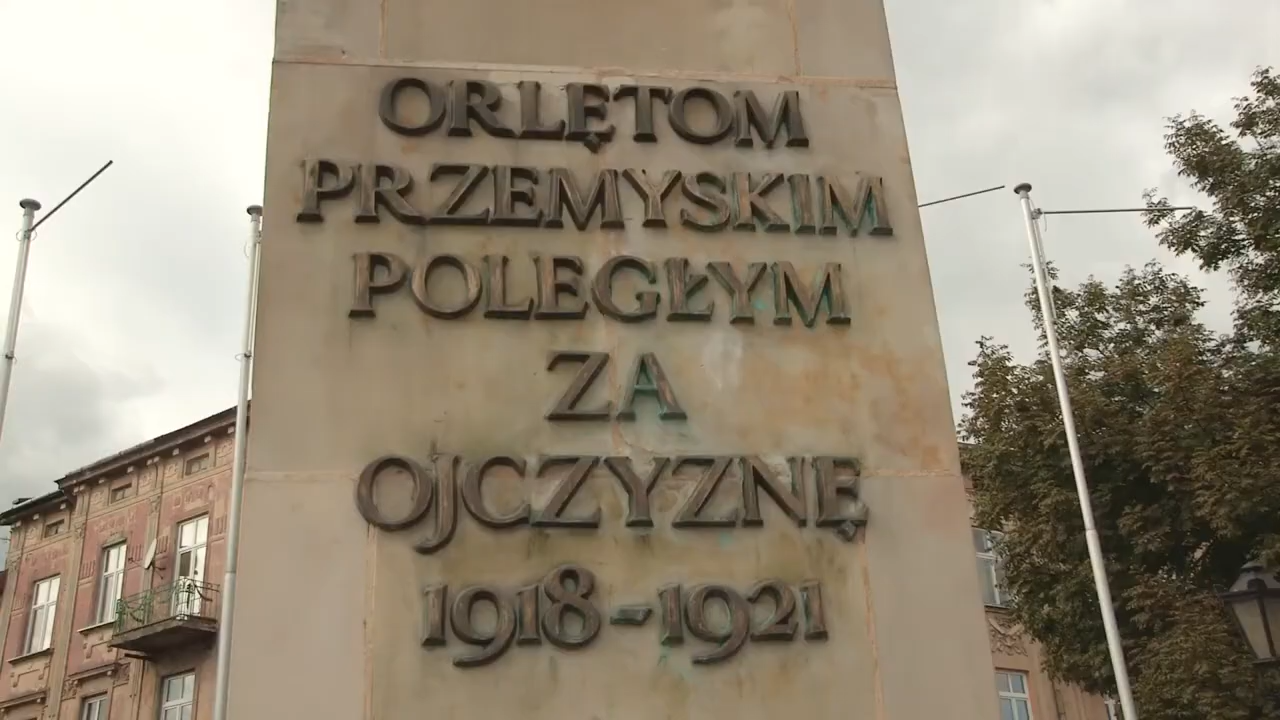 ORLĘTOM
PRZEMYSKIM
POLEGŁYM
ZA
OJCZYZNĘ
1918-1921